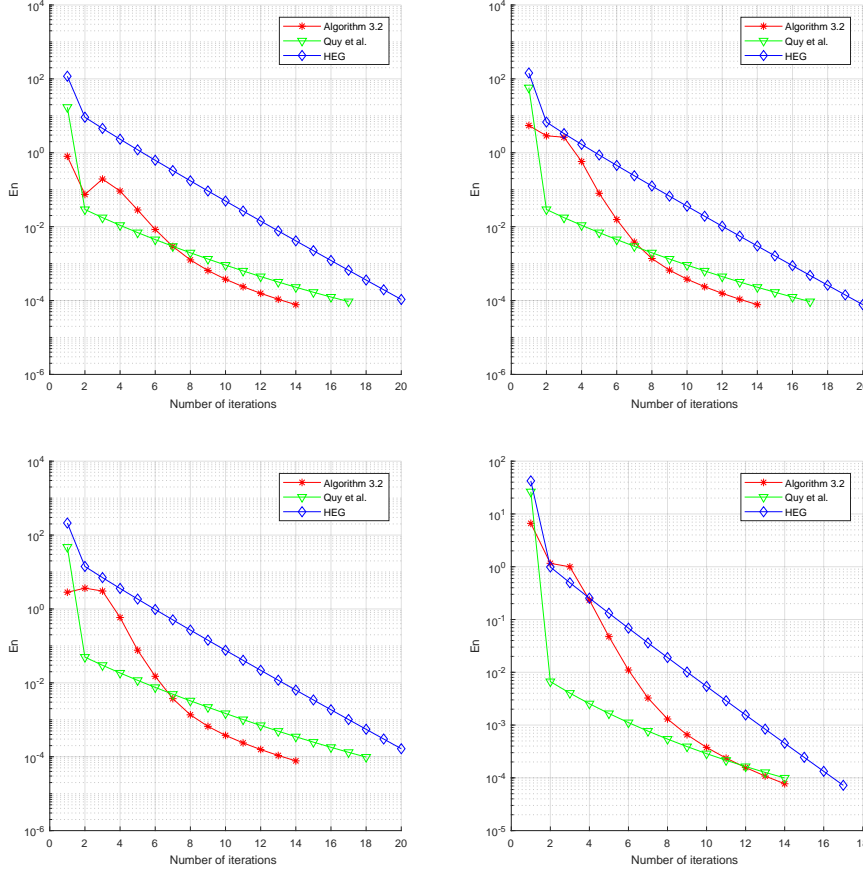 10^4
10^2
10^0
10^-2
10^-4
10^-6
En
0 2 4 6 8 10 12 14 16 18 20
Number of iterations
Algorithm 3.2
Quy et al.
HEG
10^4
10^2
10^0
10^-2
10^-4
10^-6
En
0 2 4 6 8 10 12 14 16 18 20
Number of iterations
Algorithm 3.2
Quy et al.
HEG
10^4
10^2
10^0
10^-2
10^-4
10^-6
En
0 2 4 6 8 10 12 14 16 18 20
Number of iterations
Algorithm 3.2
Quy et al.
HEG
10^2
10^1
10^0
10^-1
10^-2
10^-3
10^-4
10^-5
En
0 2 4 6 8 10 12 14 16 18
Number of iterations
Algorithm 3.2
Quy et al.
HEG